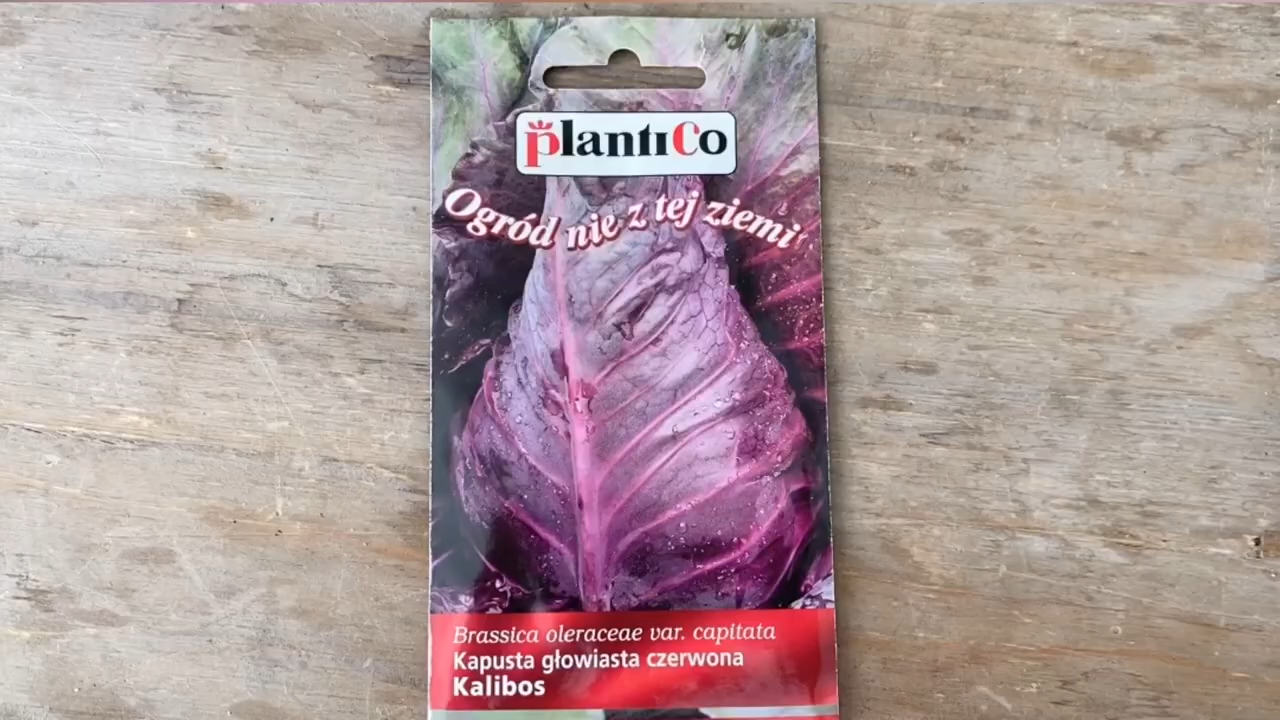 plantico
Ogród nie z tej ziemi
Brassica oleraceae var. capitata
Kapusta głowiasta czerwona
Kalibos